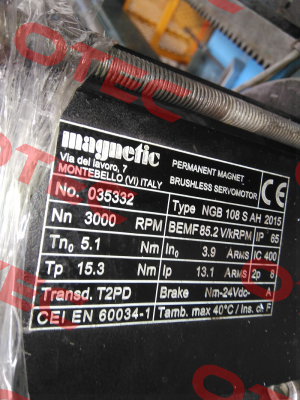 OTEC
magnetic
Via del lavoro, 7
MONTEBELLO (VI) ITALY
PERMANENT MAGNET
BRUSHLESS SERVOMOTOR
CE
No. 035332 Type NGB 108 S AH 2015
Nn 3000 RPM BEMF 85.2 V/kRPM IP 65
Tn0 5.1 Nm In0 3.9 ARMS IC 400
Tp 15.3 Nm Ip 13.1 ARMS 2p 8
Transd. T2PD Brake Nm-24Vdc- A
CEI EN 60034-1 Tamb. max 40°C / Ins. cl. F